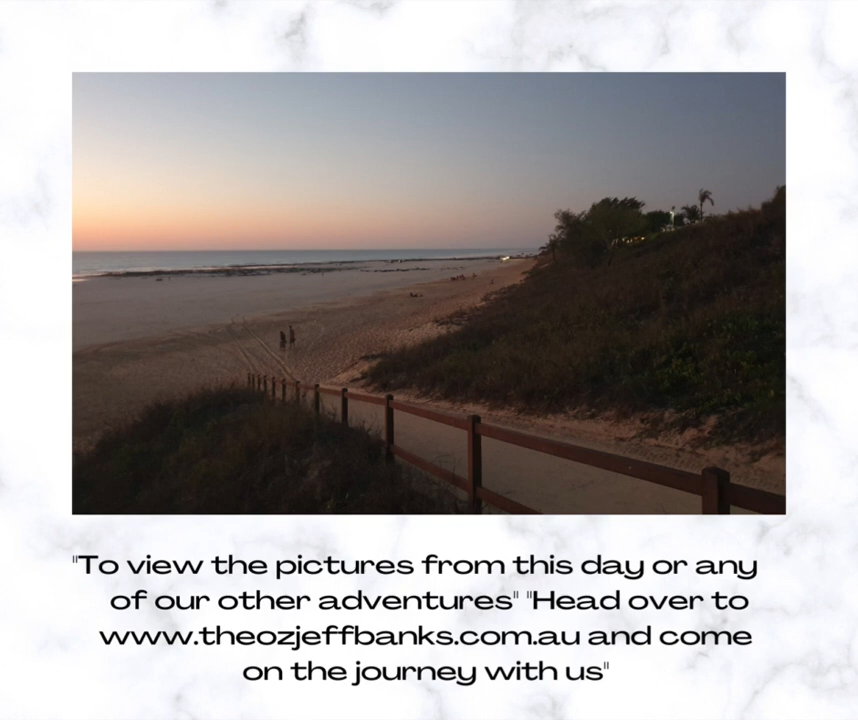 "To view the pictures from this day or any
of our other adventures" "Head over to
www.theozjeffbanks.com.au and come
on the journey with us"